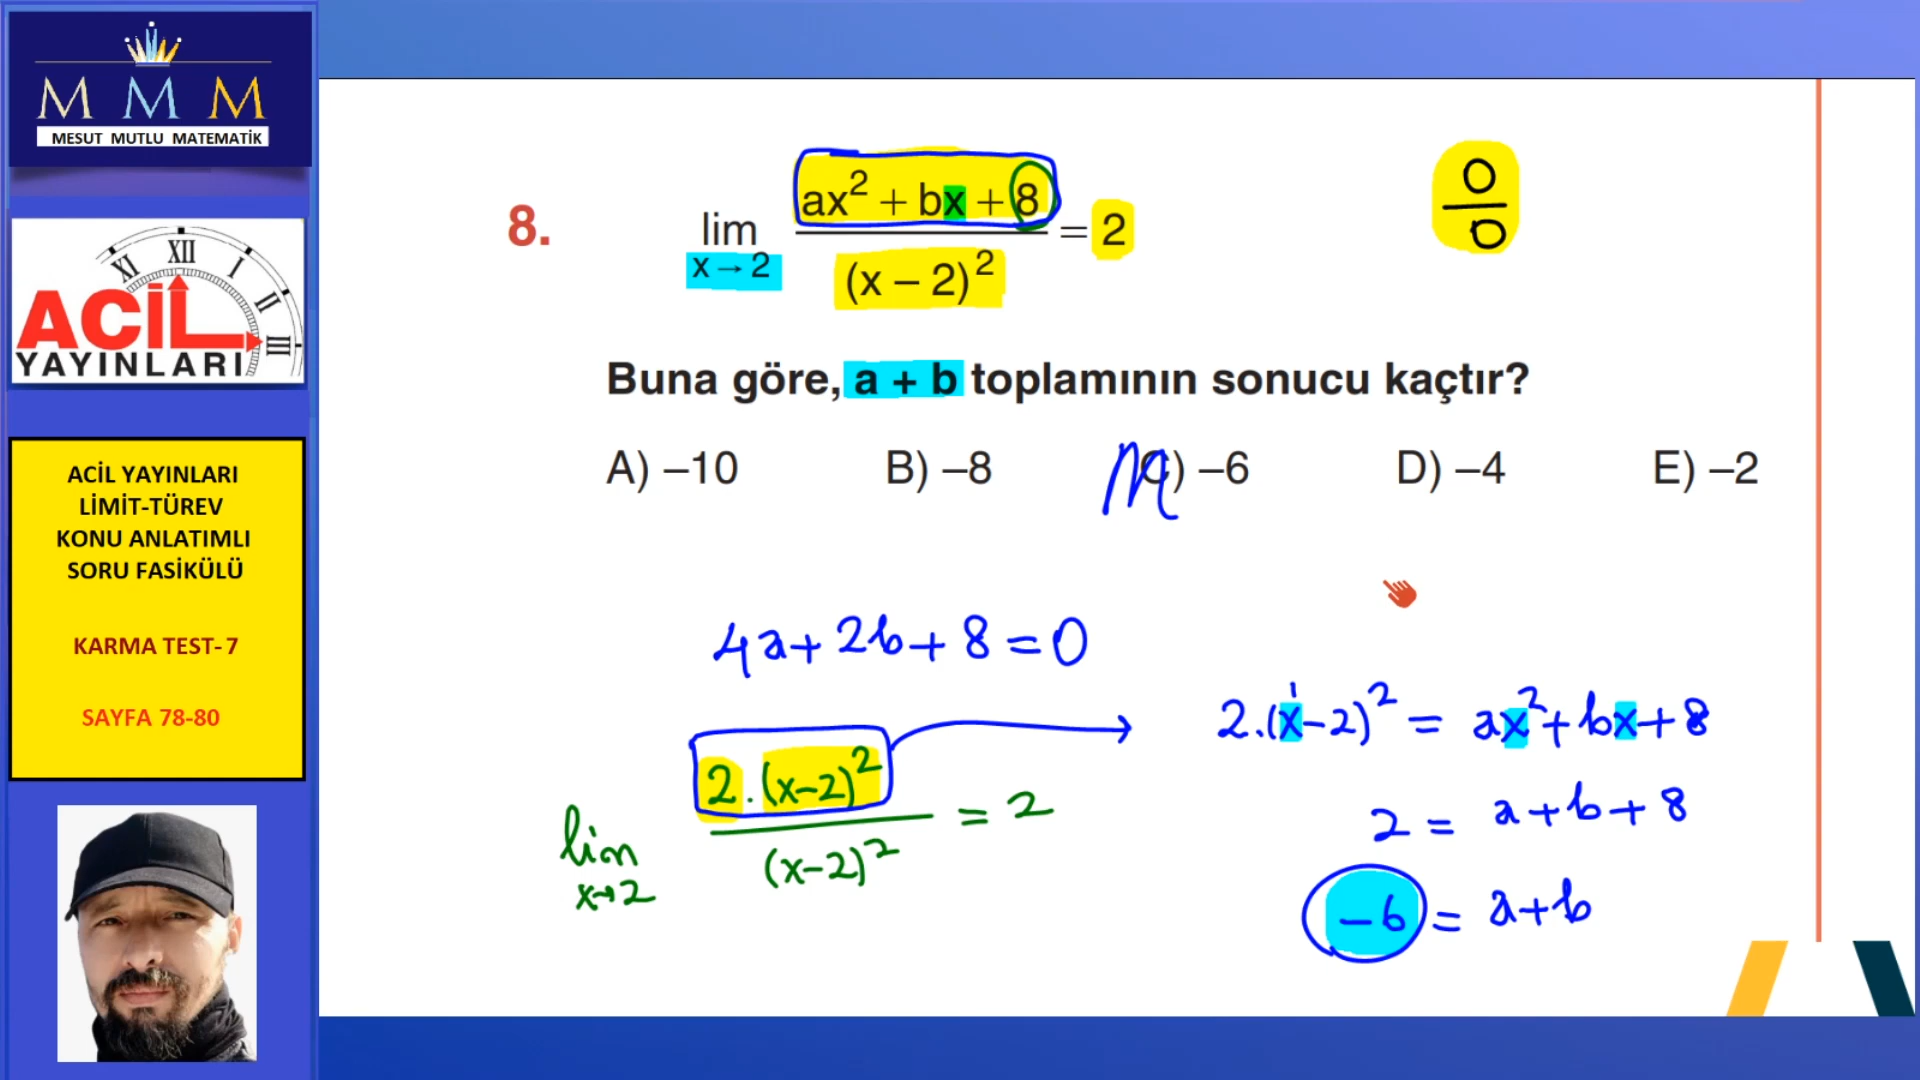 M M M
MESUT MUTLU MATEMATİK
XI XII I II III
ACİL
YAYINLARI
ACİL YAYINLARI
LİMİT-TÜREV
KONU ANLATIMLI
SORU FASİKÜLÜ
KARMA TEST- 7
SAYFA 78-80
8. lim x→2 (ax² + bx + 8) / (x – 2)² = 2
0/0
Buna göre, a + b toplamının sonucu kaçtır?
A) –10 B) –8 C) –6 D) –4 E) –2
4a+2b+8=0
lim x→2 2.(x-2)² / (x-2)² = 2
1
2.(x-2)² = ax²+bx+8
2 = a+b+8
-6 = a+b